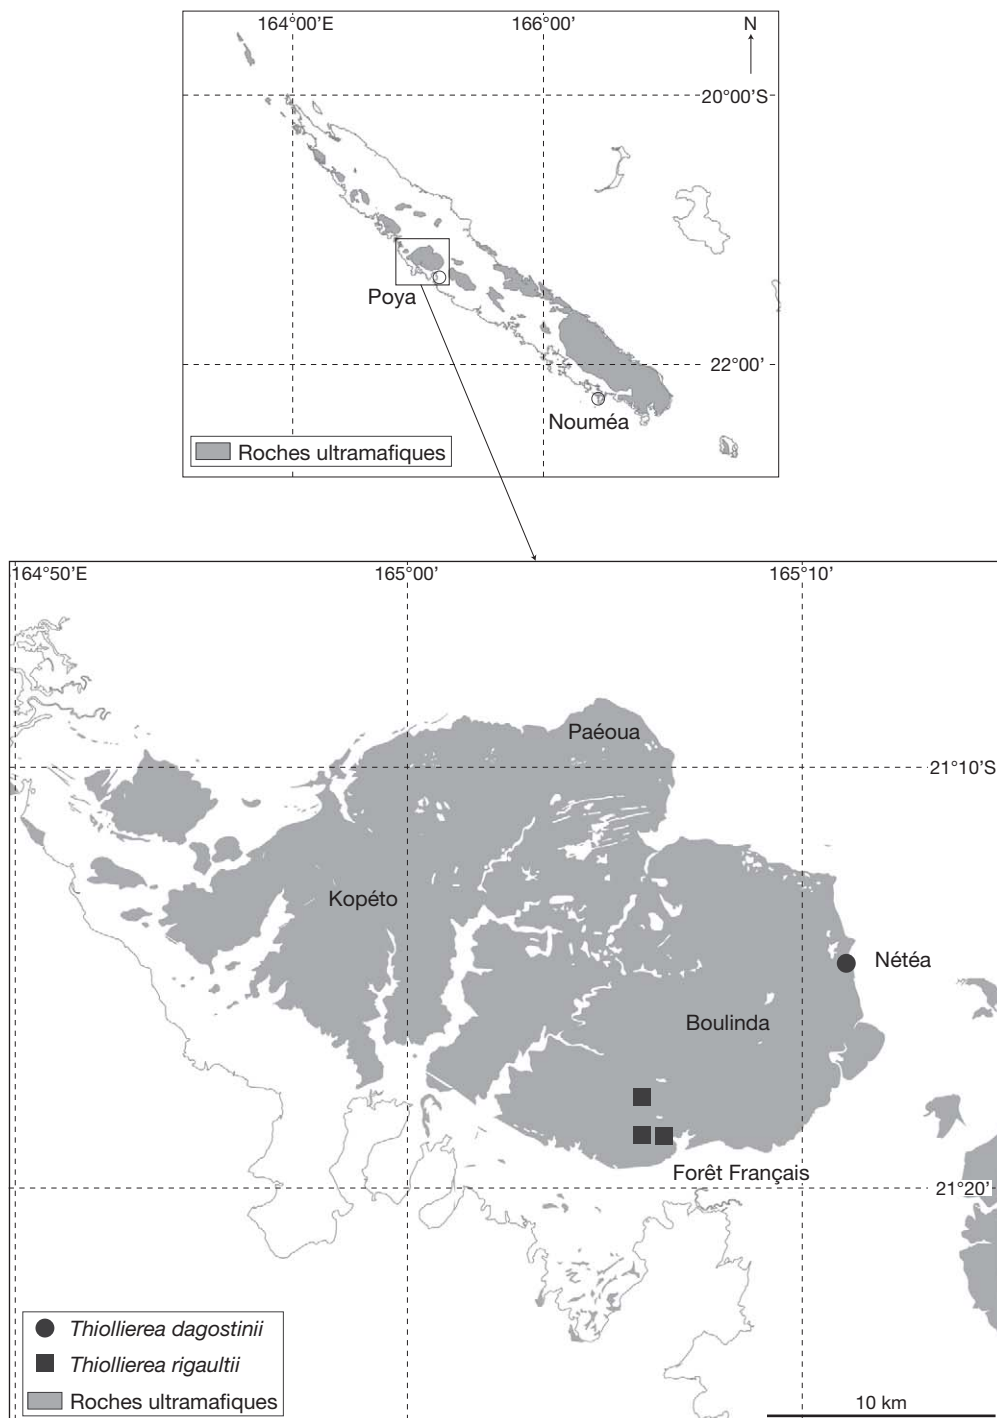 164°00’E
166°00’
N
20°00’S
Poya
22°00’
Nouméa
Roches ultramafiques
164°50’E
165°00’
165°10’
Paéoua
21°10’S
Kopéto
Nétéa
Boulinda
Forêt Français
21°20’
Thiollierea dagostinii
Thiollierea rigaultii
Roches ultramafiques
10 km